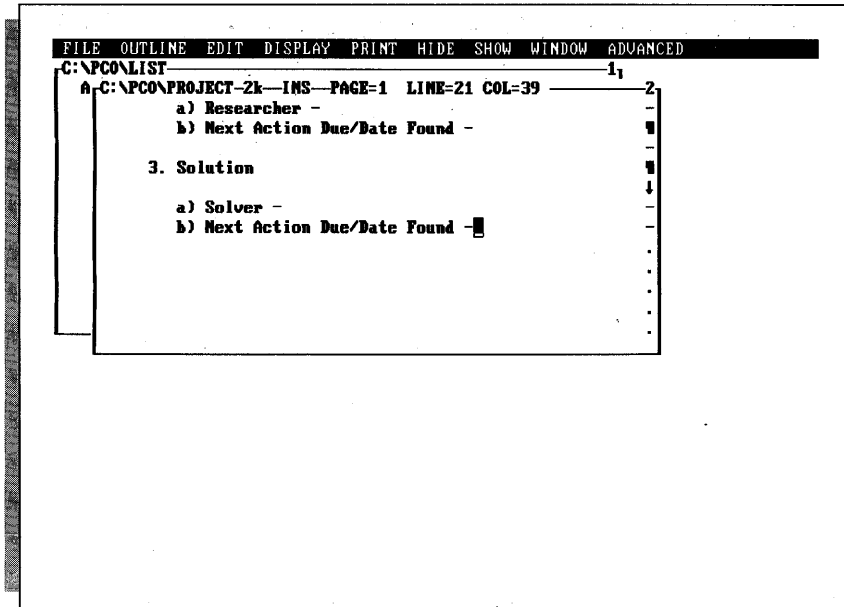 FILE OUTLINE EDIT DISPLAY PRINT HIDE SHOW WINDOW ADVANCED
C:\PCO\LIST 1
A C:\PCO\PROJECT-2k-INS-PAGE=1 LINE=21 COL=39 2
a) Researcher -
b) Next Action Due/Date Found -
3. Solution
a) Solver -
b) Next Action Due/Date Found -